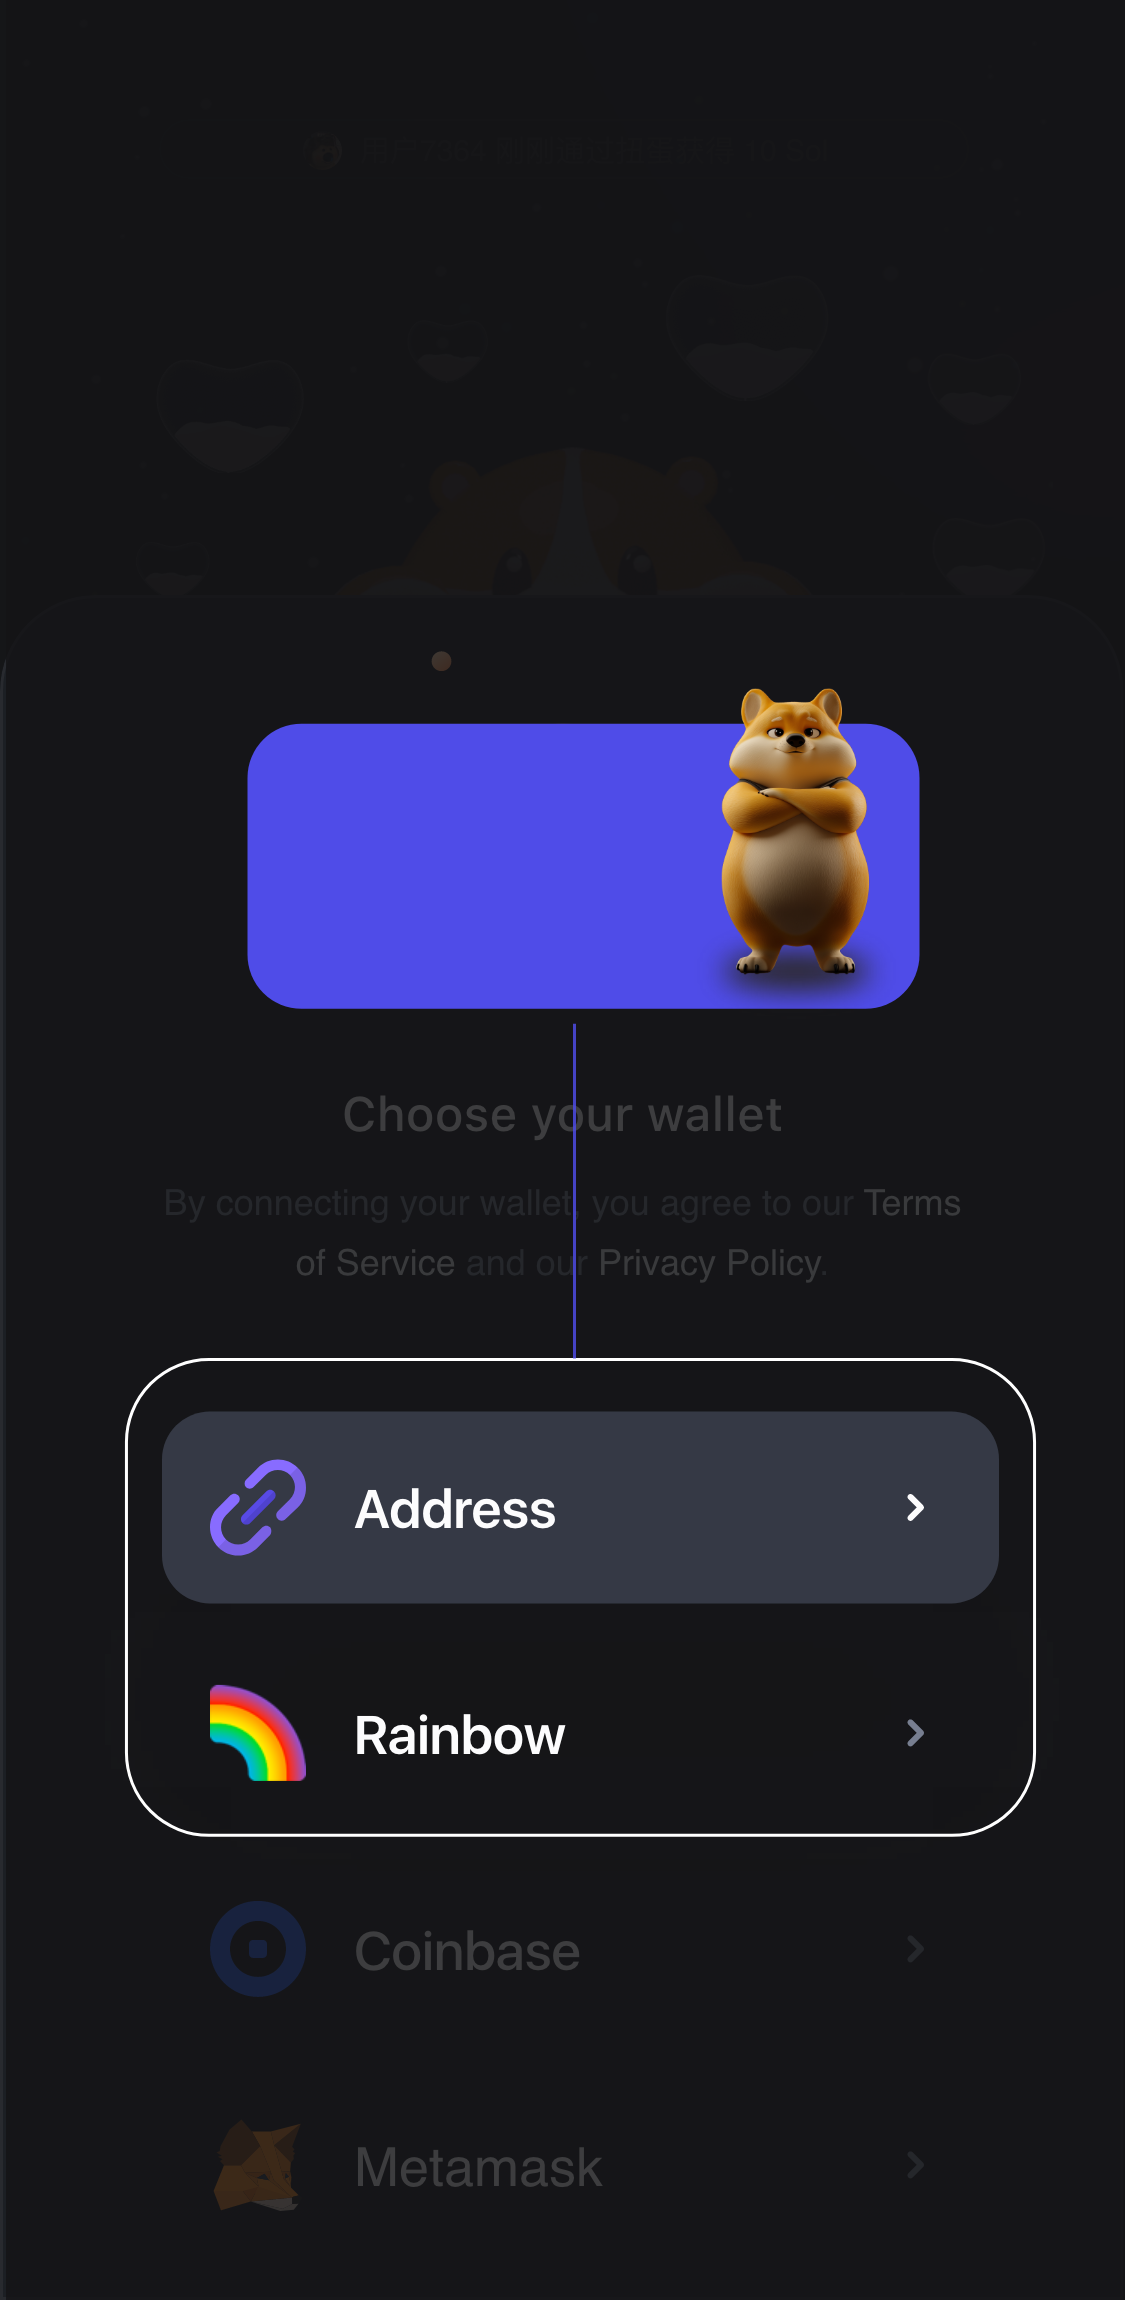 Choose your wallet
By connecting your wallet, you agree to our Terms
of Service and our Privacy Policy.
Address
Rainbow
Coinbase
Metamask